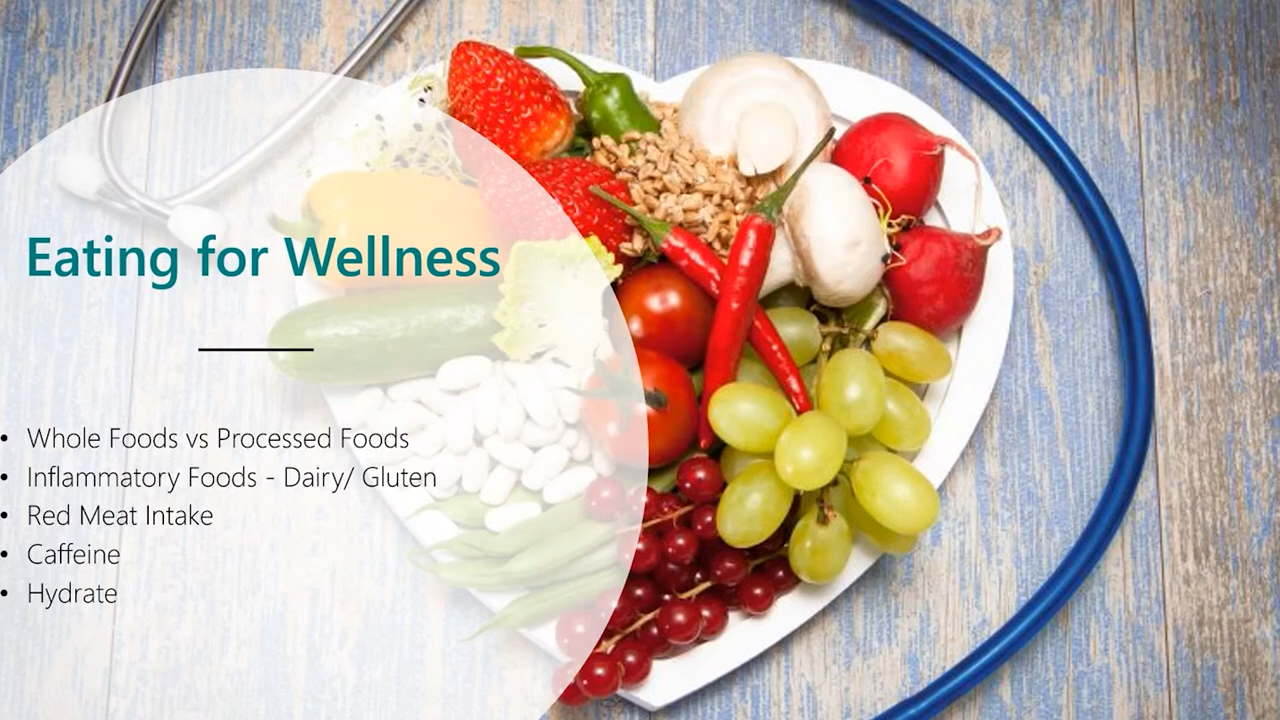 Eating for Wellness
• Whole Foods vs Processed Foods
• Inflammatory Foods - Dairy/ Gluten
• Red Meat Intake
• Caffeine
• Hydrate